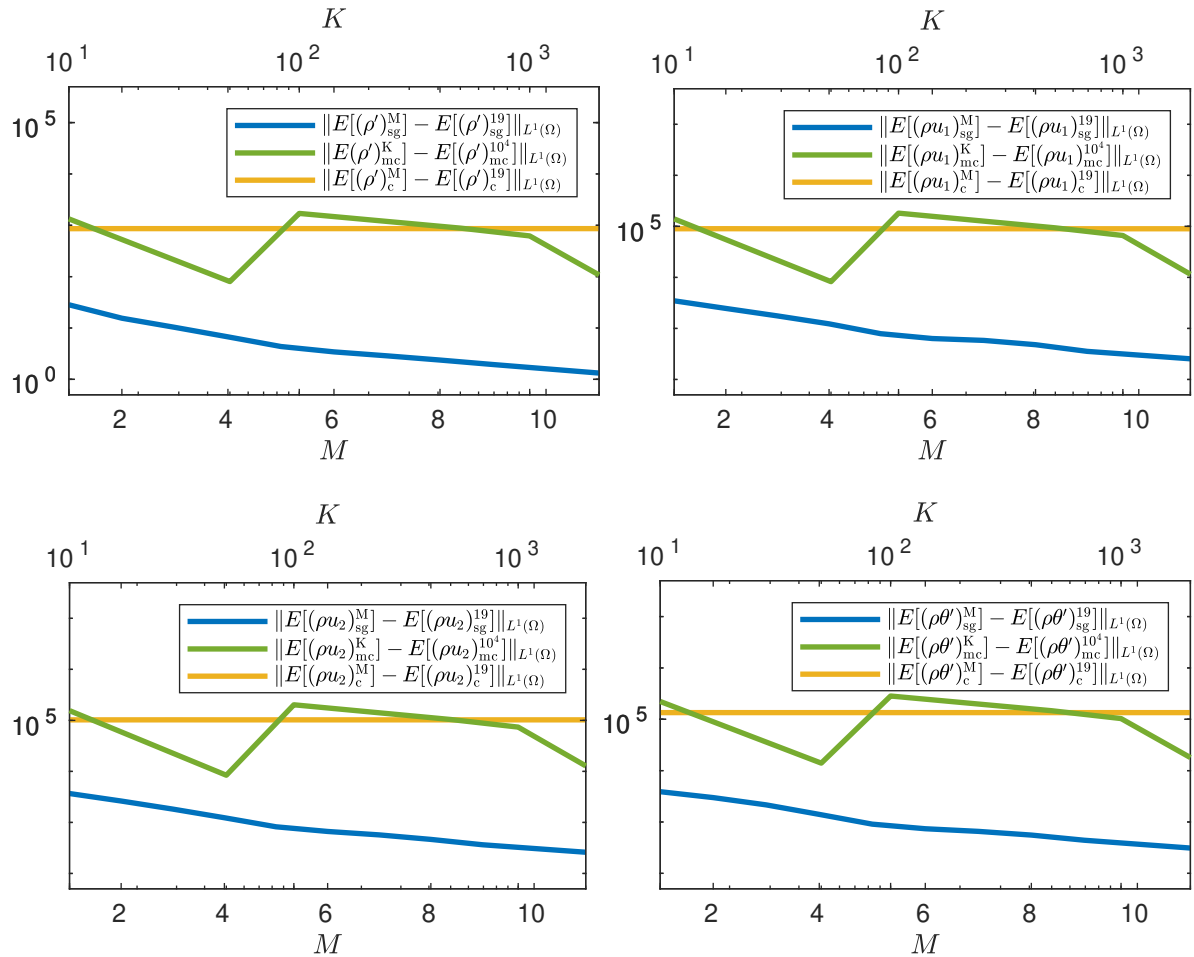 K
10^1 10^2 10^3
10^5
10^0
‖E[(ρ′)_sg^M] − E[(ρ′)_sg^19]‖_{L^1(Ω)}
‖E(ρ′)_mc^K] − E[(ρ′)_mc^{10^4}]‖_{L^1(Ω)}
‖E[(ρ′)_c^M] − E[(ρ′)_c^19]‖_{L^1(Ω)}
2 4 6 8 10
M
K
10^1 10^2 10^3
10^5
‖E[(ρu_1)_sg^M] − E[(ρu_1)_sg^19]‖_{L^1(Ω)}
‖E[(ρu_1)_mc^K] − E[(ρu_1)_mc^{10^4}]‖_{L^1(Ω)}
‖E[(ρu_1)_c^M] − E[(ρu_1)_c^19]‖_{L^1(Ω)}
2 4 6 8 10
M
K
10^1 10^2 10^3
10^5
‖E[(ρu_2)_sg^M] − E[(ρu_2)_sg^19]‖_{L^1(Ω)}
‖E[(ρu_2)_mc^K] − E[(ρu_2)_mc^{10^4}]‖_{L^1(Ω)}
‖E[(ρu_2)_c^M] − E[(ρu_2)_c^19]‖_{L^1(Ω)}
2 4 6 8 10
M
K
10^1 10^2 10^3
10^5
‖E[(ρθ′)_sg^M] − E[(ρθ′)_sg^19]‖_{L^1(Ω)}
‖E[(ρθ′)_mc^K] − E[(ρθ′)_mc^{10^4}]‖_{L^1(Ω)}
‖E[(ρθ′)_c^M] − E[(ρθ′)_c^19]‖_{L^1(Ω)}
2 4 6 8 10
M